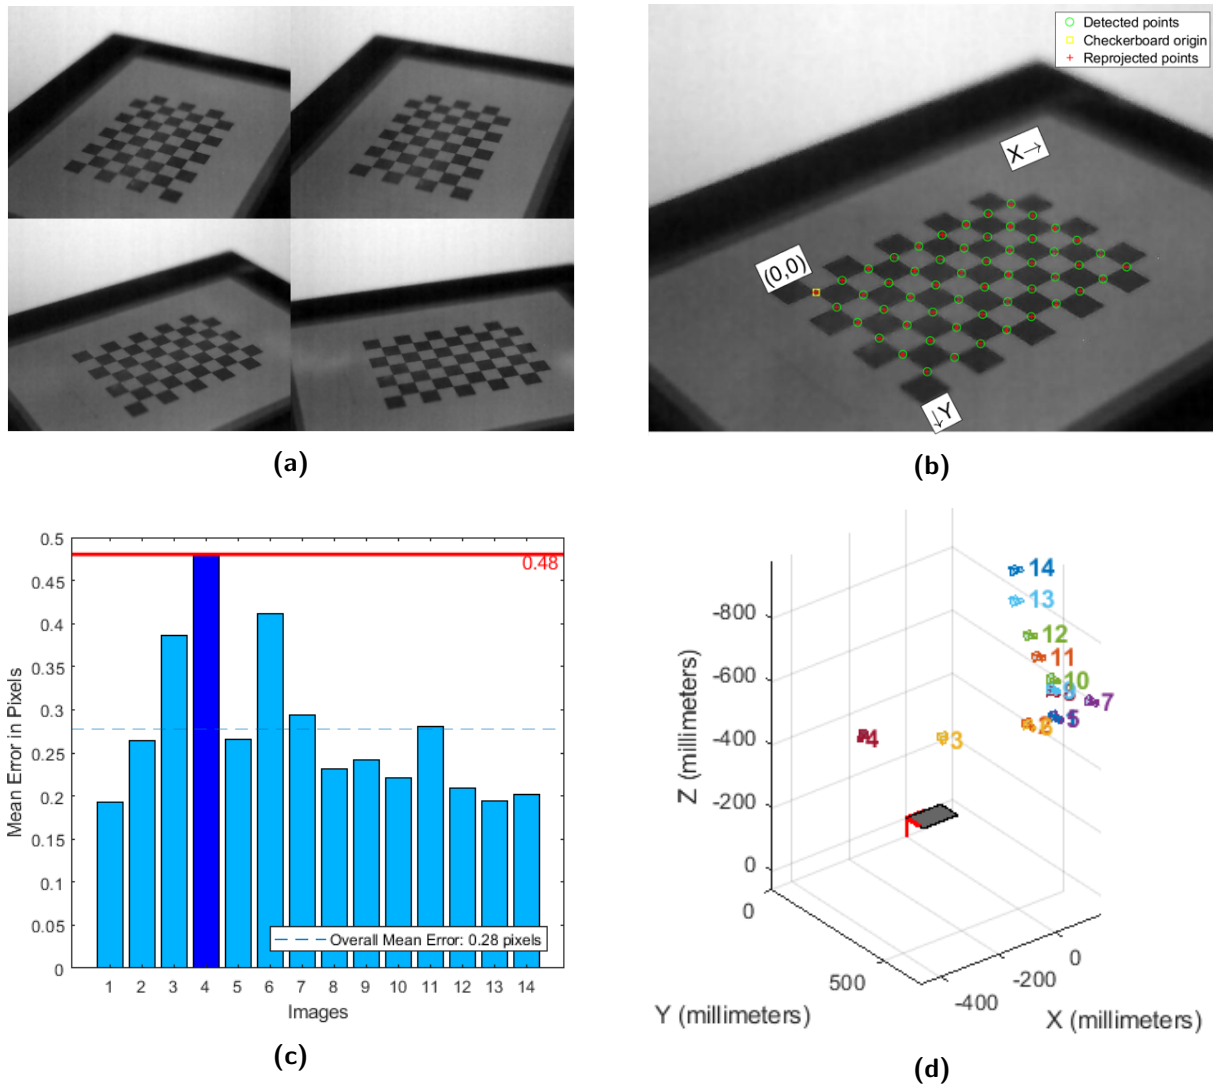 Detected points
Checkerboard origin
Reprojected points
X→
(0,0)
↓Y
(a)
(b)
0.5
0.45
0.4
0.35
0.3
0.25
0.2
0.15
0.1
0.05
0
Mean Error in Pixels
0.48
Overall Mean Error: 0.28 pixels
1 2 3 4 5 6 7 8 9 10 11 12 13 14
Images
(c)
14
13
12
11
10
7
5
4
3
-800
-600
-400
-200
0
Z (millimeters)
0
500
Y (millimeters)
-400
-200
0
X (millimeters)
(d)